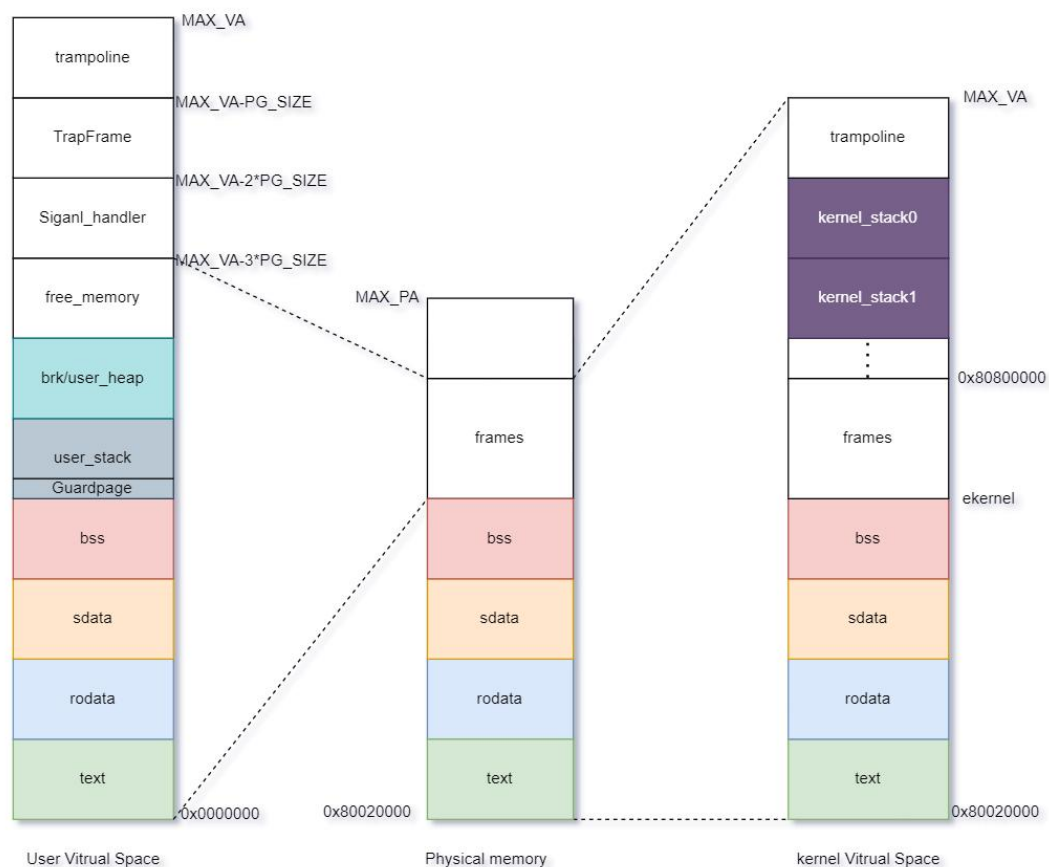 MAX_VA
trampoline
MAX_VA-PG_SIZE
TrapFrame
MAX_VA-2*PG_SIZE
Siganl_handler
MAX_VA-3*PG_SIZE
free_memory
brk/user_heap
user_stack
Guardpage
bss
sdata
rodata
text
0x0000000
User Vitrual Space
MAX_PA
frames
bss
sdata
rodata
text
0x80020000
Physical memory
MAX_VA
trampoline
kernel_stack0
kernel_stack1
0x80800000
frames
ekernel
bss
sdata
rodata
text
0x80020000
kernel Vitrual Space